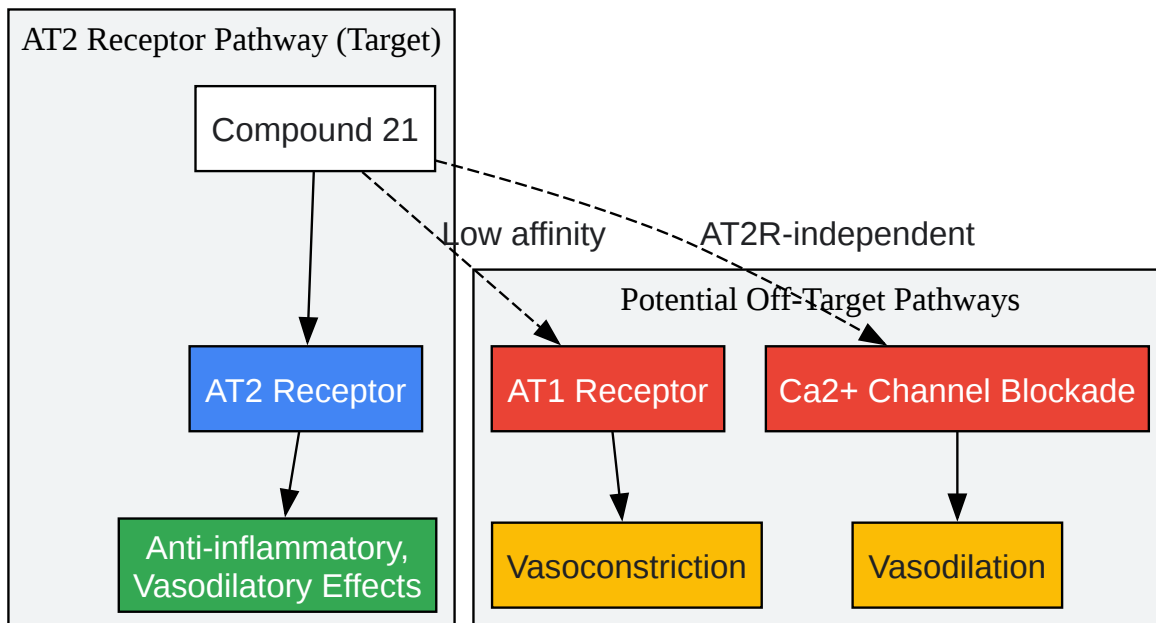 AT2 Receptor Pathway (Target)
Compound 21
Low affinity
AT2R-independent
Potential Off-Target Pathways
AT2 Receptor
AT1 Receptor
Ca2+ Channel Blockade
Anti-inflammatory,
Vasodilatory Effects
Vasoconstriction
Vasodilation